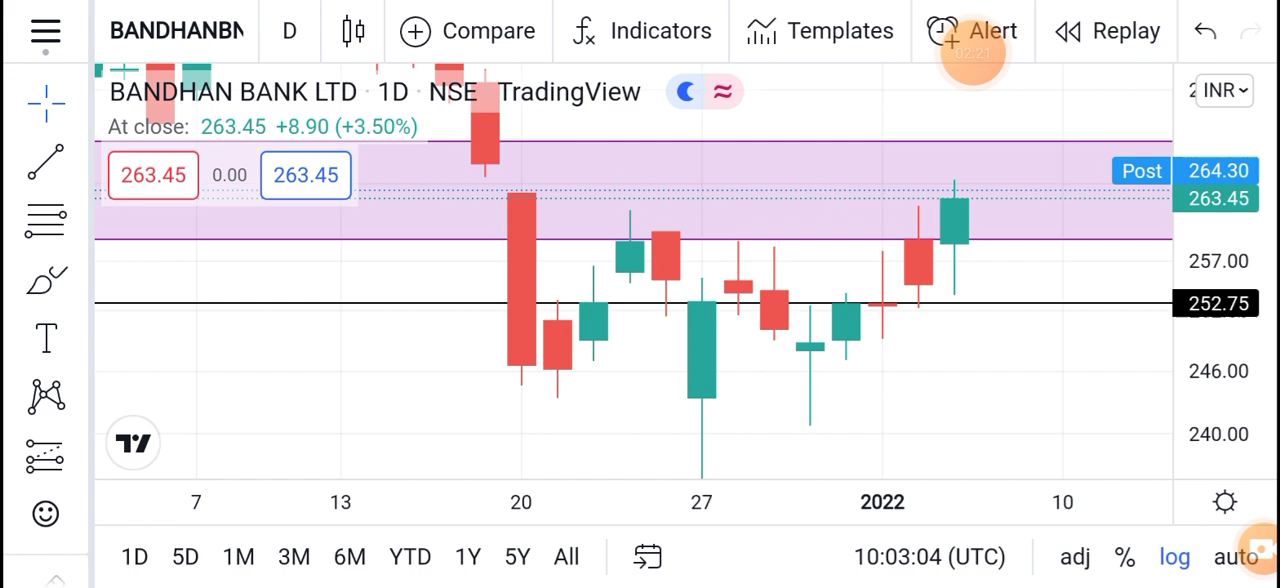 BANDHANBN D Compare Indicators Templates Alert Replay
02:21
BANDHAN BANK LTD · 1D · NSE TradingView
INR
At close: 263.45 +8.90 (+3.50%)
263.45 0.00 263.45
Post 264.30
263.45
257.00
252.75
246.00
240.00
7 13 20 27 2022 10
1D 5D 1M 3M 6M YTD 1Y 5Y All 10:03:04 (UTC) adj % log auto